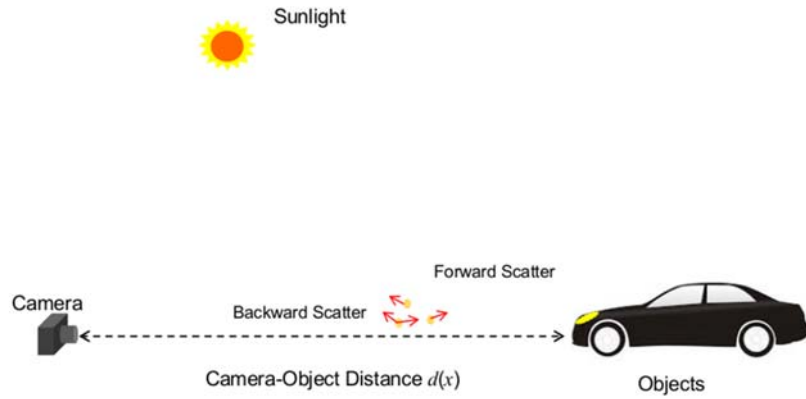 Sunlight
Forward Scatter
Camera
Backward Scatter
Camera-Object Distance d(x)
Objects